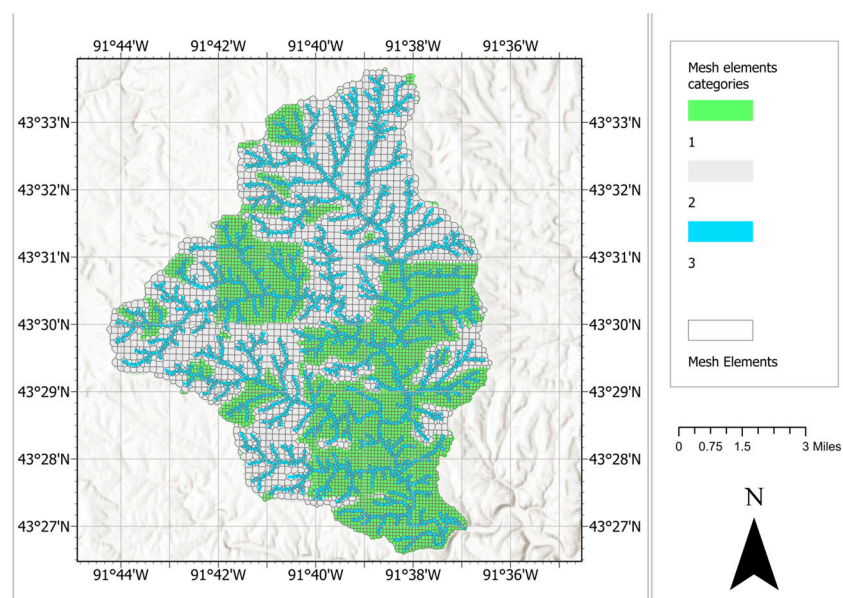 91°44'W 91°42'W 91°40'W 91°38'W 91°36'W
43°33'N 43°33'N
43°32'N 43°32'N
43°31'N 43°31'N
43°30'N 43°30'N
43°29'N 43°29'N
43°28'N 43°28'N
43°27'N 43°27'N
91°44'W 91°42'W 91°40'W 91°38'W 91°36'W
Mesh elements
categories
1
2
3
Mesh Elements
0 0.75 1.5 3 Miles
N